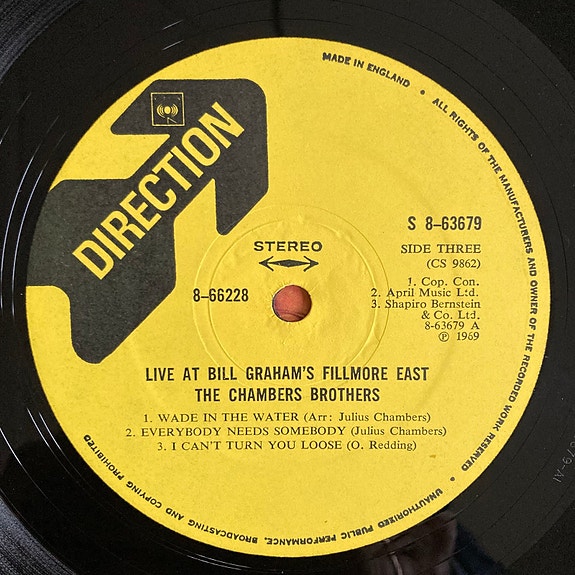 MADE IN ENGLAND • ALL RIGHTS OF THE MANUFACTURERS AND OWNER OF THE RECORDED WORK RESERVED • UNAUTHORIZED PUBLIC PERFORMANCE, BROADCASTING AND COPYING PROHIBITED
DIRECTION
S 8-63679
STEREO
SIDE THREE
(CS 9862)
8-66228
1. Cop. Con.
2. April Music Ltd.
3. Shapiro Bernstein
& Co. Ltd.
8-63679 A
Ⓟ 1969
LIVE AT BILL GRAHAM'S FILLMORE EAST
THE CHAMBERS BROTHERS
1. WADE IN THE WATER (Arr: Julius Chambers)
2. EVERYBODY NEEDS SOMEBODY (Julius Chambers)
3. I CAN'T TURN YOU LOOSE (O. Redding)